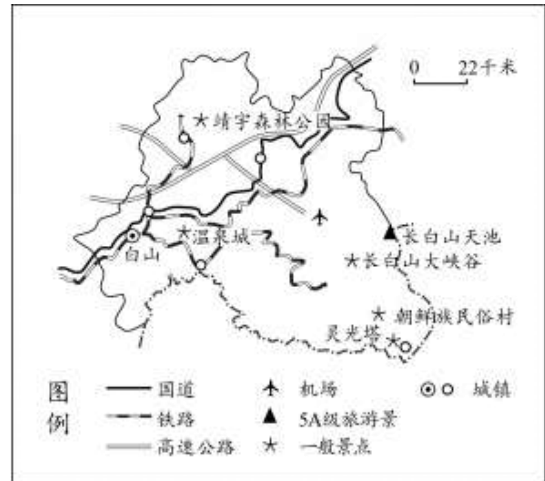 0 22千米
靖宇森林公园
温泉城
白山
长白山天池
长白山大峡谷
朝鲜族民俗村
灵光塔
图例
国道 机场 城镇
铁路 5A级旅游景
高速公路 一般景点